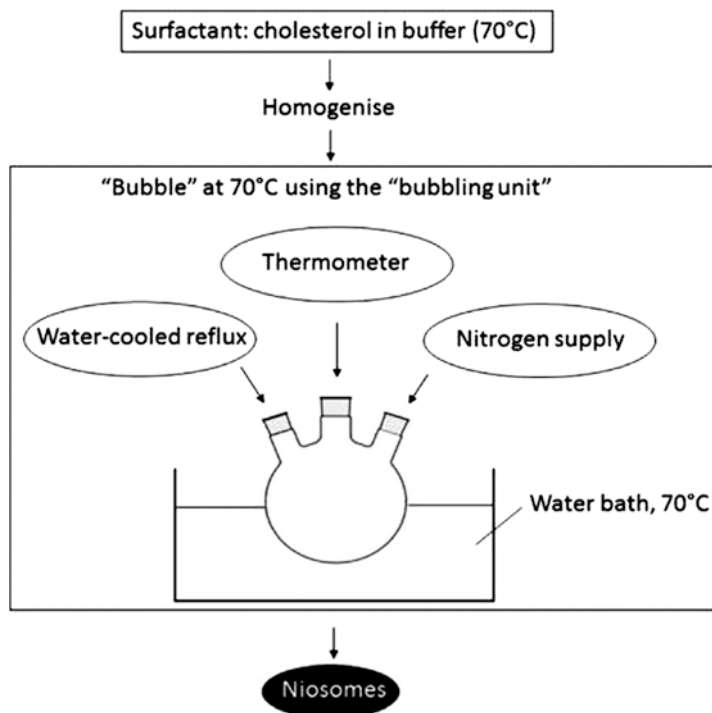 Surfactant: cholesterol in buffer (70°C)
Homogenise
“Bubble” at 70°C using the “bubbling unit”
Thermometer
Water-cooled reflux
Nitrogen supply
Water bath, 70°C
Niosomes